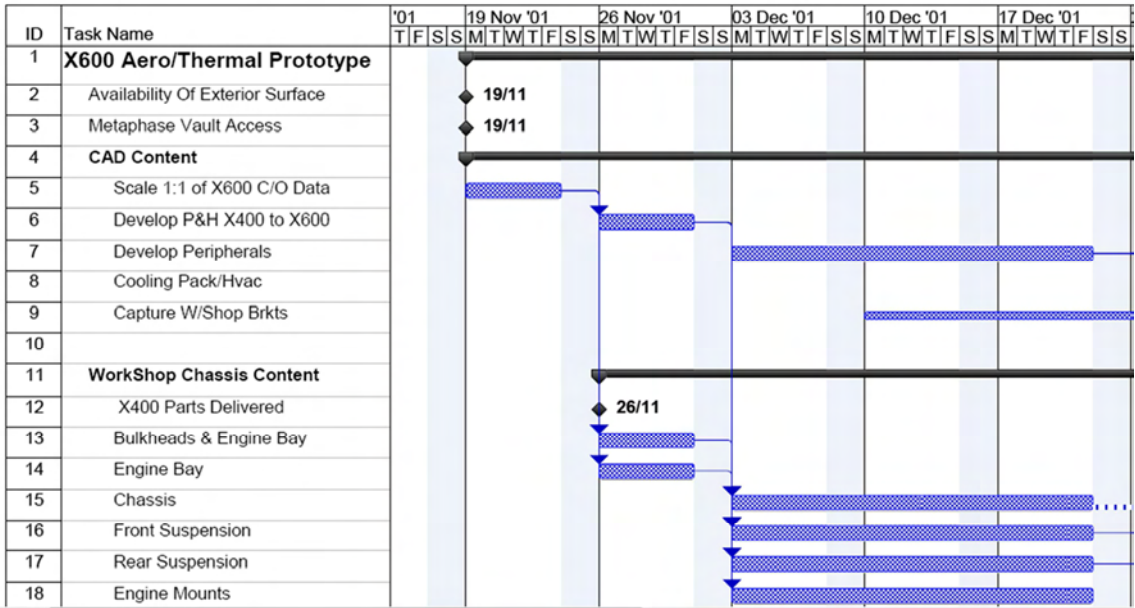 '01 19 Nov '01 26 Nov '01 03 Dec '01 10 Dec '01 17 Dec '01
ID Task Name T F S S M T W T F S S M T W T F S S M T W T F S S M T W T F S S M T W T F S S
1 X600 Aero/Thermal Prototype
2 Availability Of Exterior Surface 19/11
3 Metaphase Vault Access 19/11
4 CAD Content
5 Scale 1:1 of X600 C/O Data
6 Develop P&H X400 to X600
7 Develop Peripherals
8 Cooling Pack/Hvac
9 Capture W/Shop Brkts
10
11 WorkShop Chassis Content
12 X400 Parts Delivered 26/11
13 Bulkheads & Engine Bay
14 Engine Bay
15 Chassis
16 Front Suspension
17 Rear Suspension
18 Engine Mounts